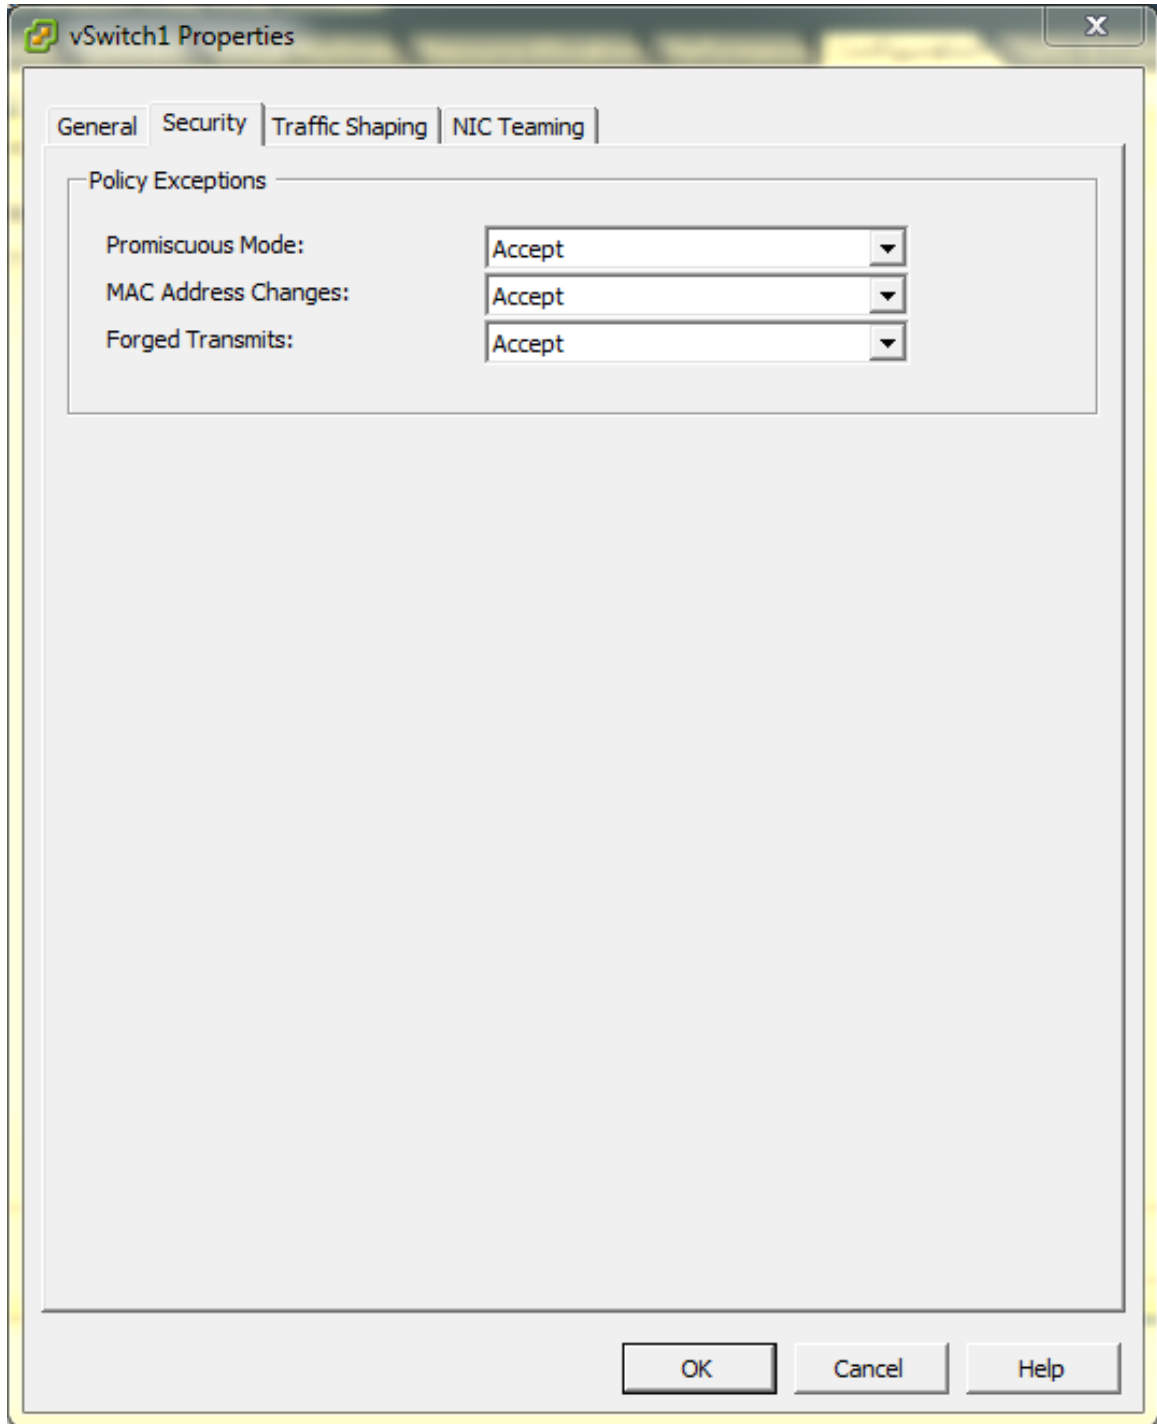 vSwitch1 Properties
General Security Traffic Shaping NIC Teaming
Policy Exceptions
Promiscuous Mode: Accept
MAC Address Changes: Accept
Forged Transmits: Accept
OK Cancel Help